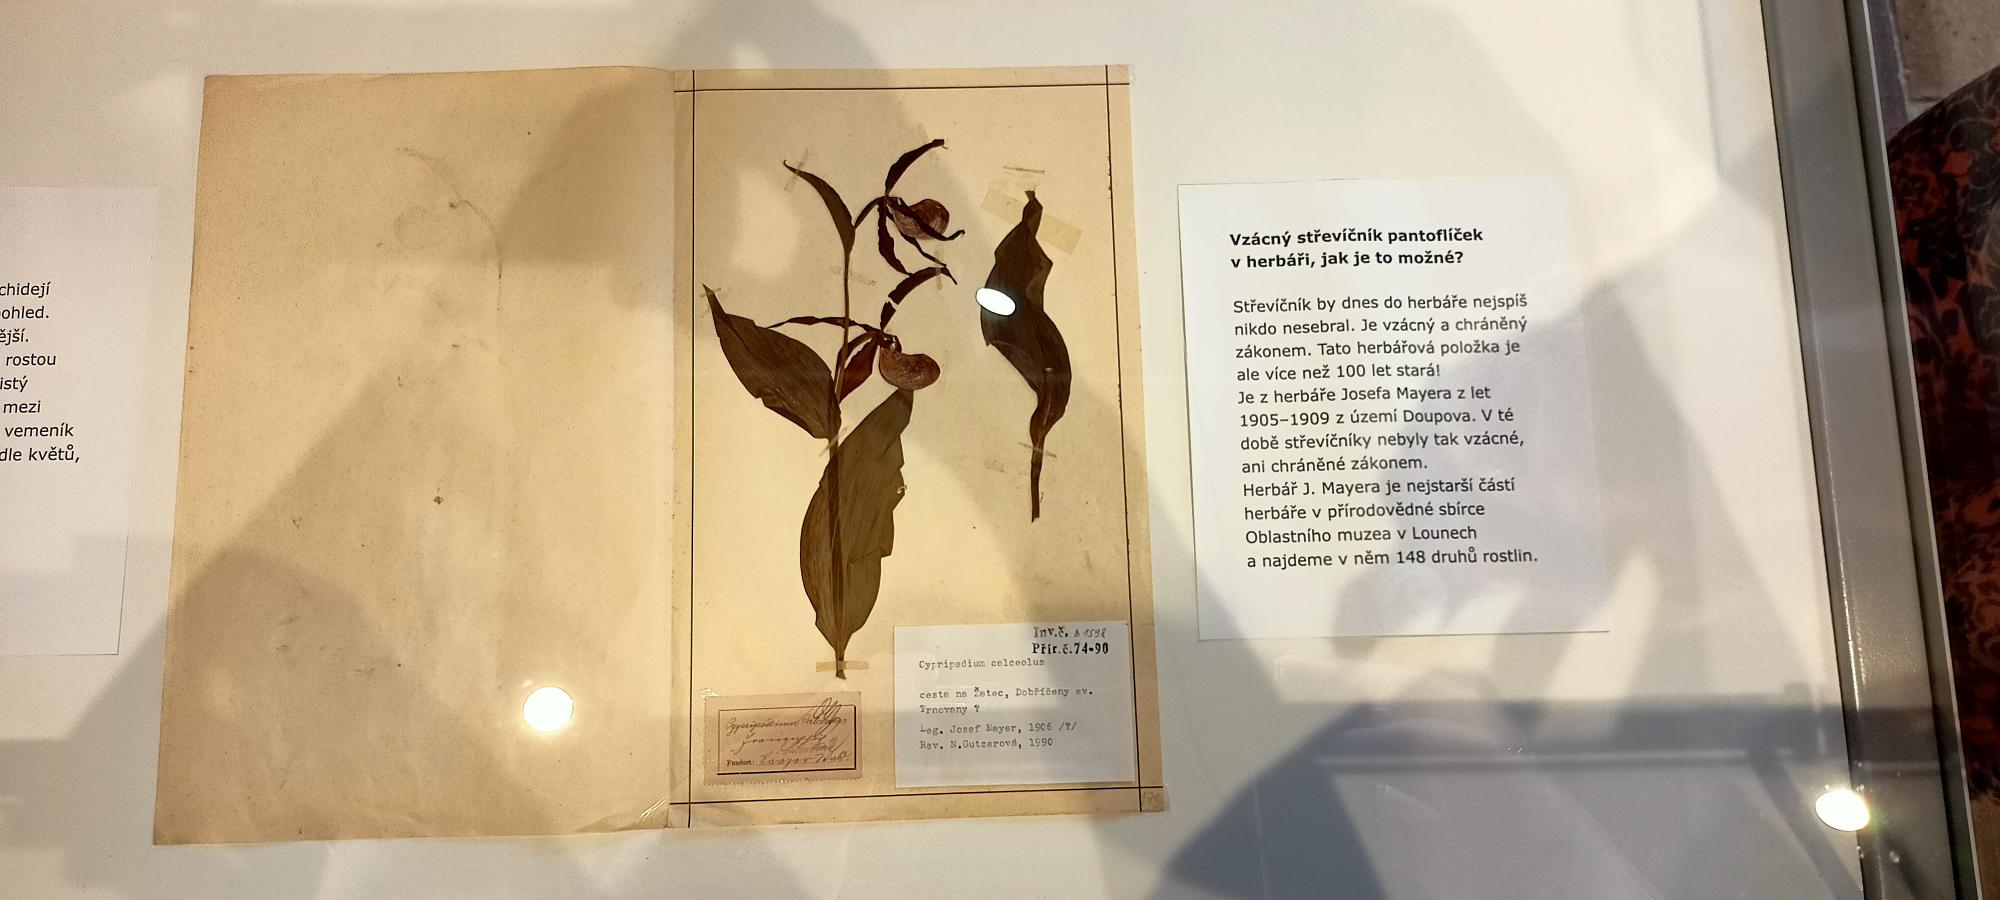 chidejí
ohled.
ější.
rostou
istý
mezi
vemeník
dle květů,
Inv.č. B 1598
Přír.č.74-90
Cypripedium calceolus
cesta na Žatec, Dobříčany ev.
Trnovany ?
Leg. Josef Meyer, 1906 /?/
Rev. N.Gutzerová, 1990
Fundort:
175
Vzácný střevíčník pantoflíček
v herbáři, jak je to možné?
Střevíčník by dnes do herbáře nejspíš
nikdo nesebral. Je vzácný a chráněný
zákonem. Tato herbářová položka je
ale více než 100 let stará!
Je z herbáře Josefa Mayera z let
1905–1909 z území Doupova. V té
době střevíčníky nebyly tak vzácné,
ani chráněné zákonem.
Herbář J. Mayera je nejstarší částí
herbáře v přírodovědné sbírce
Oblastního muzea v Lounech
a najdeme v něm 148 druhů rostlin.